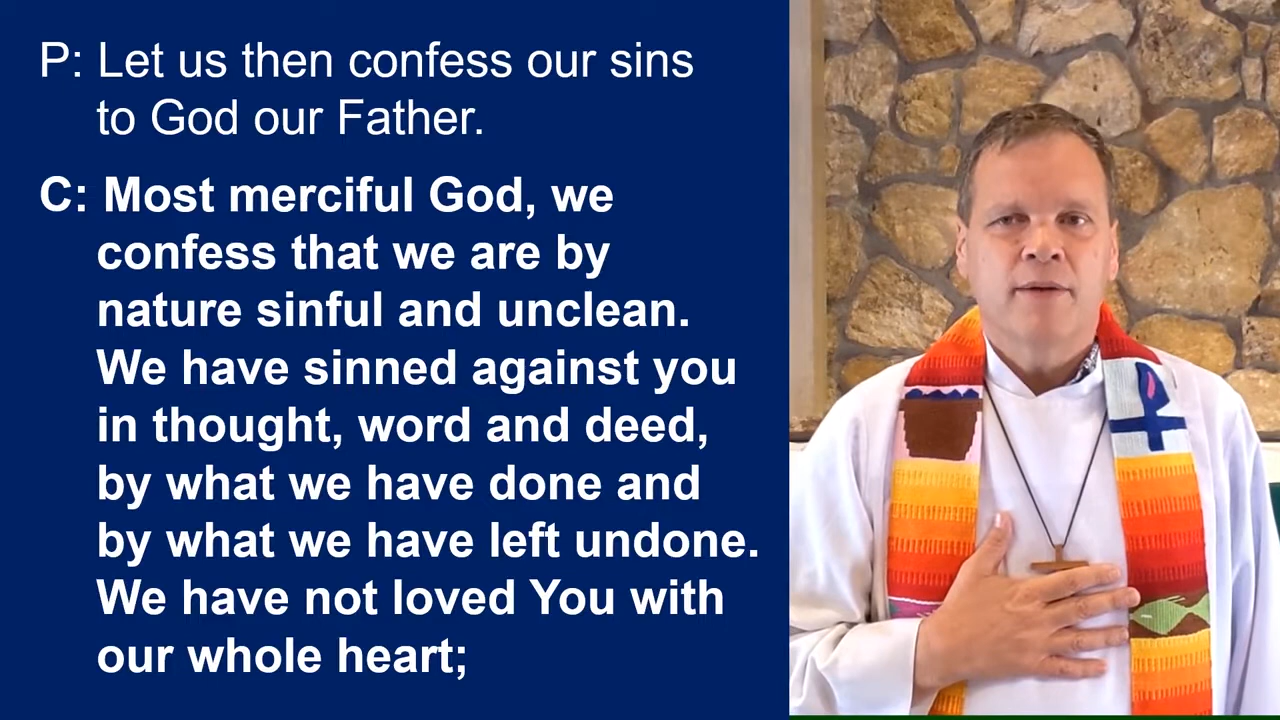 P: Let us then confess our sins
to God our Father.
C: Most merciful God, we
confess that we are by
nature sinful and unclean.
We have sinned against you
in thought, word and deed,
by what we have done and
by what we have left undone.
We have not loved You with
our whole heart;